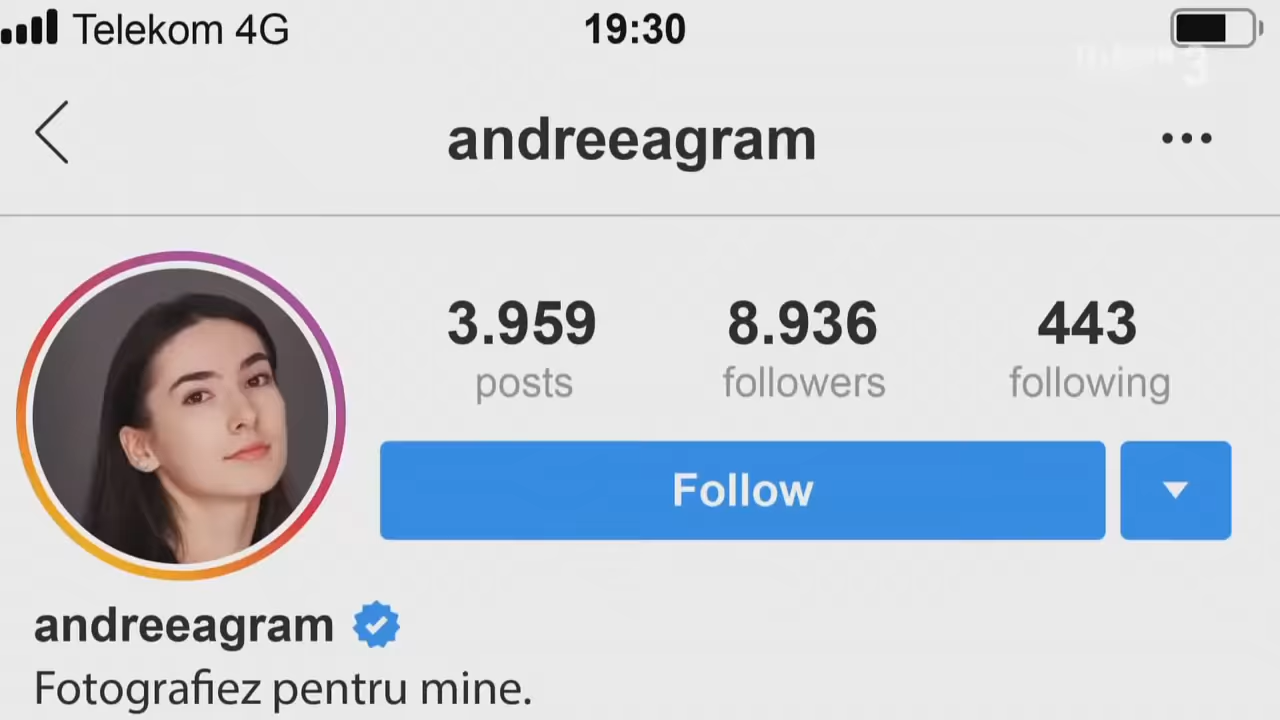 Telekom 4G 19:30
andreeagram
3.959 8.936 443
posts followers following
Follow
andreeagram
Fotografiez pentru mine.